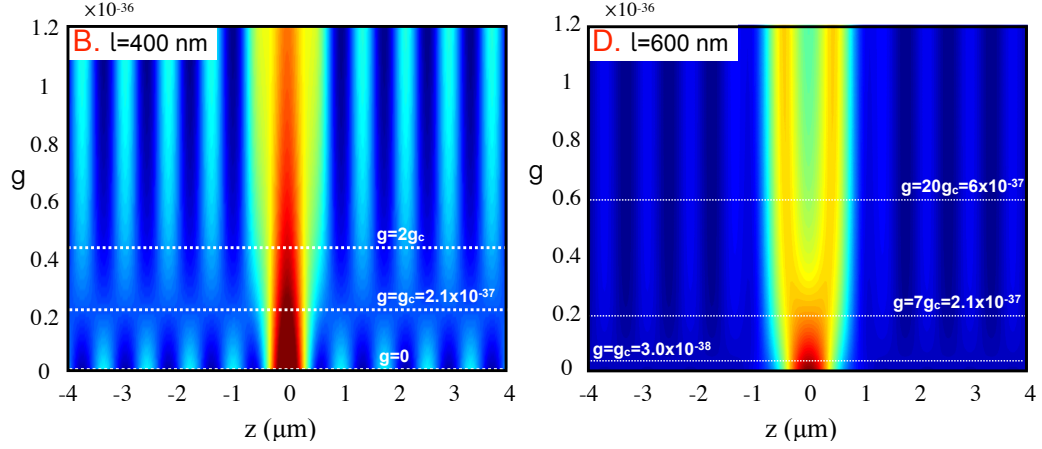 ×10⁻³⁶
B. l=400 nm
1.2
1
0.8
0.6
0.4
0.2
0
g
g=2g꜀
g=g꜀=2.1x10⁻³⁷
g=0
-4 -3 -2 -1 0 1 2 3 4
z (μm)
×10⁻³⁶
D. l=600 nm
1.2
1
0.8
0.6
0.4
0.2
0
g
g=20g꜀=6x10⁻³⁷
g=7g꜀=2.1x10⁻³⁷
g=g꜀=3.0x10⁻³⁸
-4 -3 -2 -1 0 1 2 3 4
z (μm)